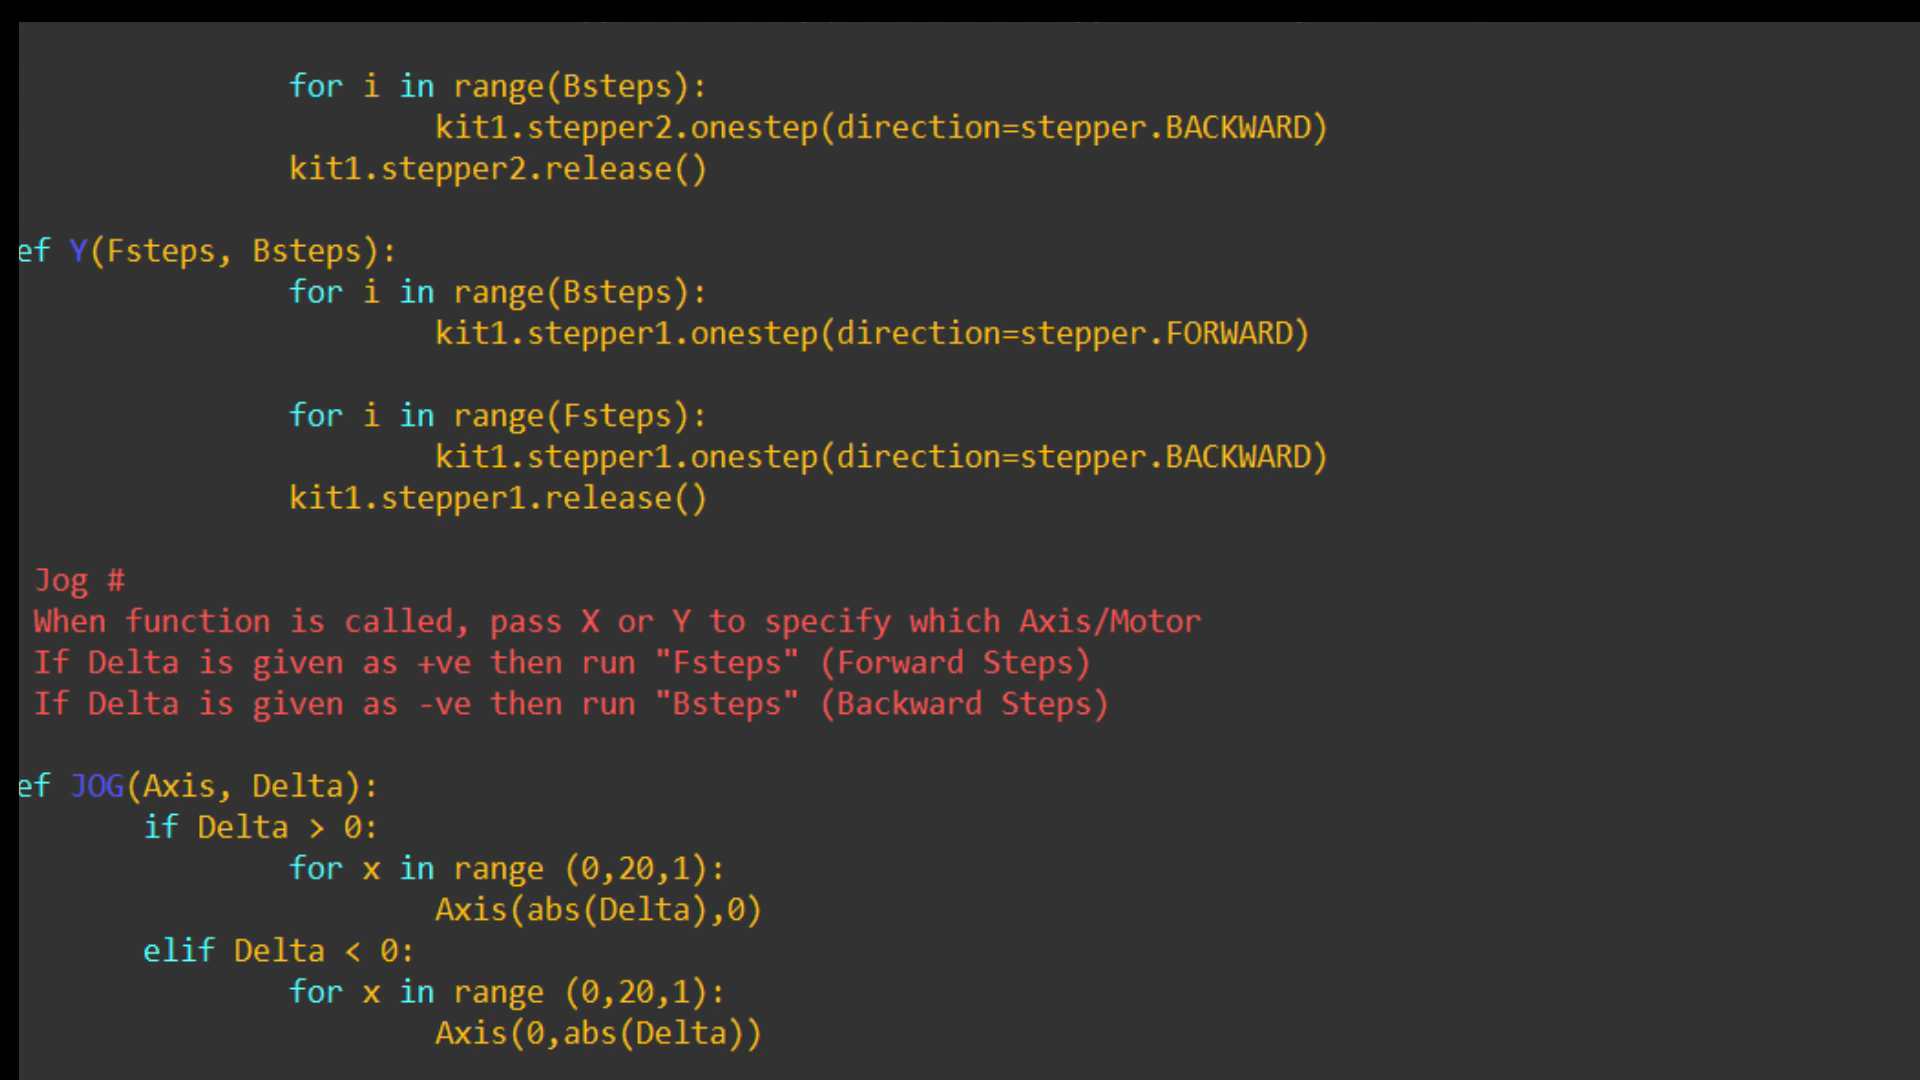 for i in range(Bsteps):
kit1.stepper2.onestep(direction=stepper.BACKWARD)
kit1.stepper2.release()
ef Y(Fsteps, Bsteps):
for i in range(Bsteps):
kit1.stepper1.onestep(direction=stepper.FORWARD)
for i in range(Fsteps):
kit1.stepper1.onestep(direction=stepper.BACKWARD)
kit1.stepper1.release()
Jog #
When function is called, pass X or Y to specify which Axis/Motor
If Delta is given as +ve then run "Fsteps" (Forward Steps)
If Delta is given as -ve then run "Bsteps" (Backward Steps)
ef JOG(Axis, Delta):
if Delta > 0:
for x in range (0,20,1):
Axis(abs(Delta),0)
elif Delta < 0:
for x in range (0,20,1):
Axis(0,abs(Delta))